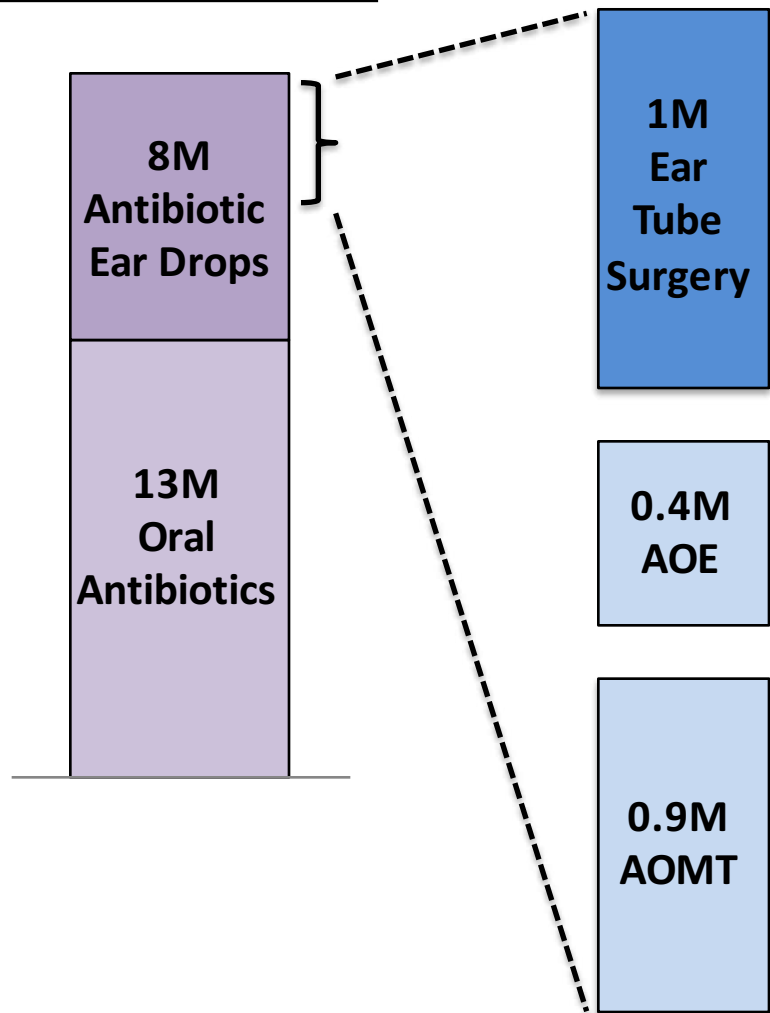 8M
Antibiotic
Ear Drops
13M
Oral
Antibiotics
1M
Ear
Tube
Surgery
0.4M
AOE
0.9M
AOMT